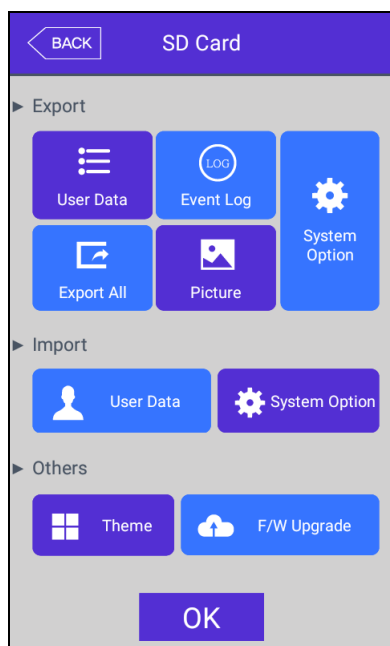 BACK
SD Card
Export
User Data
LOG
Event Log
System
Option
Export All
Picture
Import
User Data
System Option
Others
Theme
F/W Upgrade
OK